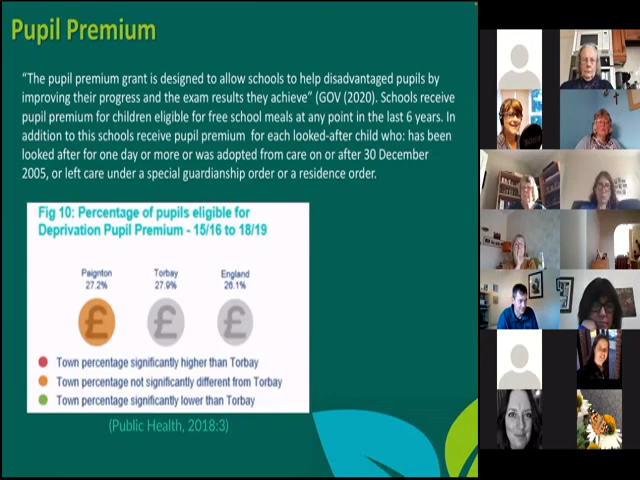 Pupil Premium
“The pupil premium grant is designed to allow schools to help disadvantaged pupils by
improving their progress and the exam results they achieve” (GOV (2020). Schools receive
pupil premium for children eligible for free school meals at any point in the last 6 years. In
addition to this schools receive pupil premium for each looked-after child who: has been
looked after for one day or more or was adopted from care on or after 30 December
2005, or left care under a special guardianship order or a residence order.
Fig 10: Percentage of pupils eligible for
Deprivation Pupil Premium - 15/16 to 18/19
Paignton Torbay England
27.2% 27.9% 26.1%
£ £ £
Town percentage significantly higher than Torbay
Town percentage not significantly different from Torbay
Town percentage significantly lower than Torbay
(Public Health, 2018:3)